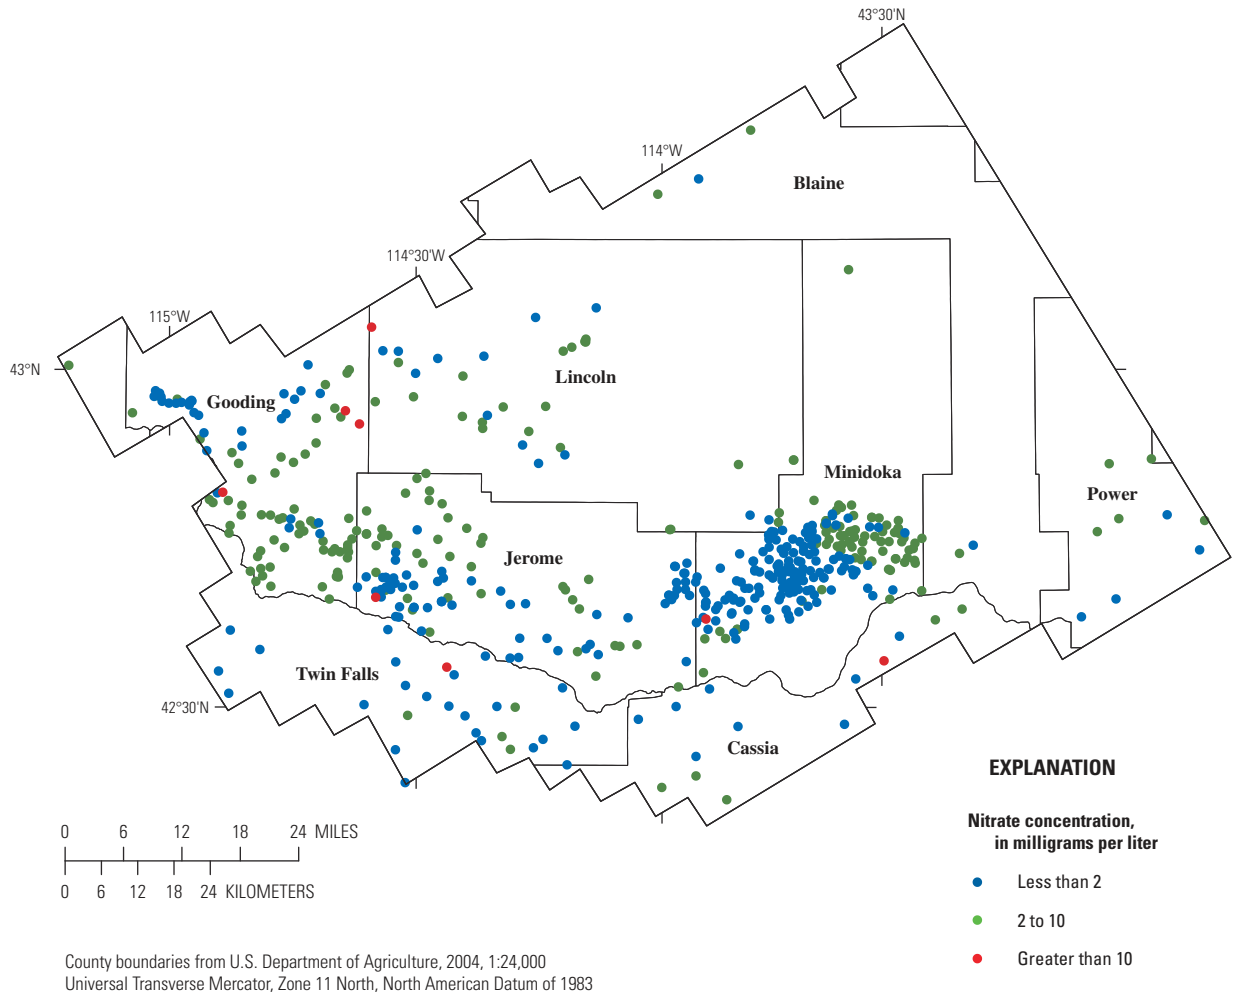 43°30'N
114°W
Blaine
114°30'W
115°W
43°N
Lincoln
Gooding
Minidoka
Power
Jerome
Twin Falls
42°30'N
Cassia
EXPLANATION
Nitrate concentration,
in milligrams per liter
Less than 2
2 to 10
Greater than 10
0 6 12 18 24 MILES
0 6 12 18 24 KILOMETERS
County boundaries from U.S. Department of Agriculture, 2004, 1:24,000
Universal Transverse Mercator, Zone 11 North, North American Datum of 1983